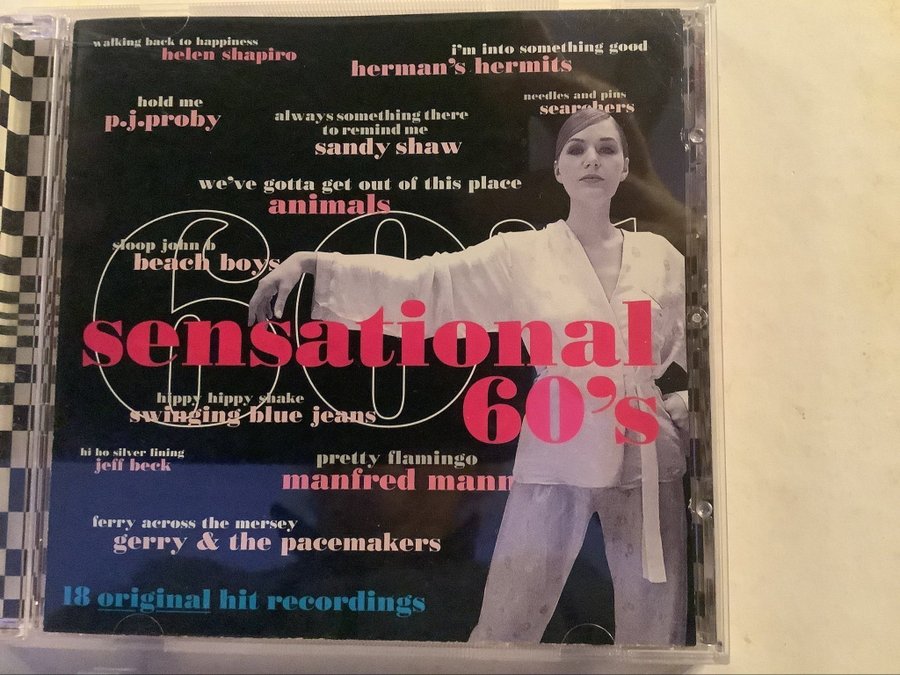 walking back to happiness
helen shapiro
i'm into something good
herman's hermits
hold me
p.j.proby
always something there
to remind me
sandy shaw
needles and pins
searchers
we've gotta get out of this place
animals
sloop john b
beach boys
60's
sensational
60's
hippy hippy shake
swinging blue jeans
hi ho silver lining
jeff beck
pretty flamingo
manfred mann
ferry across the mersey
gerry & the pacemakers
18 original hit recordings